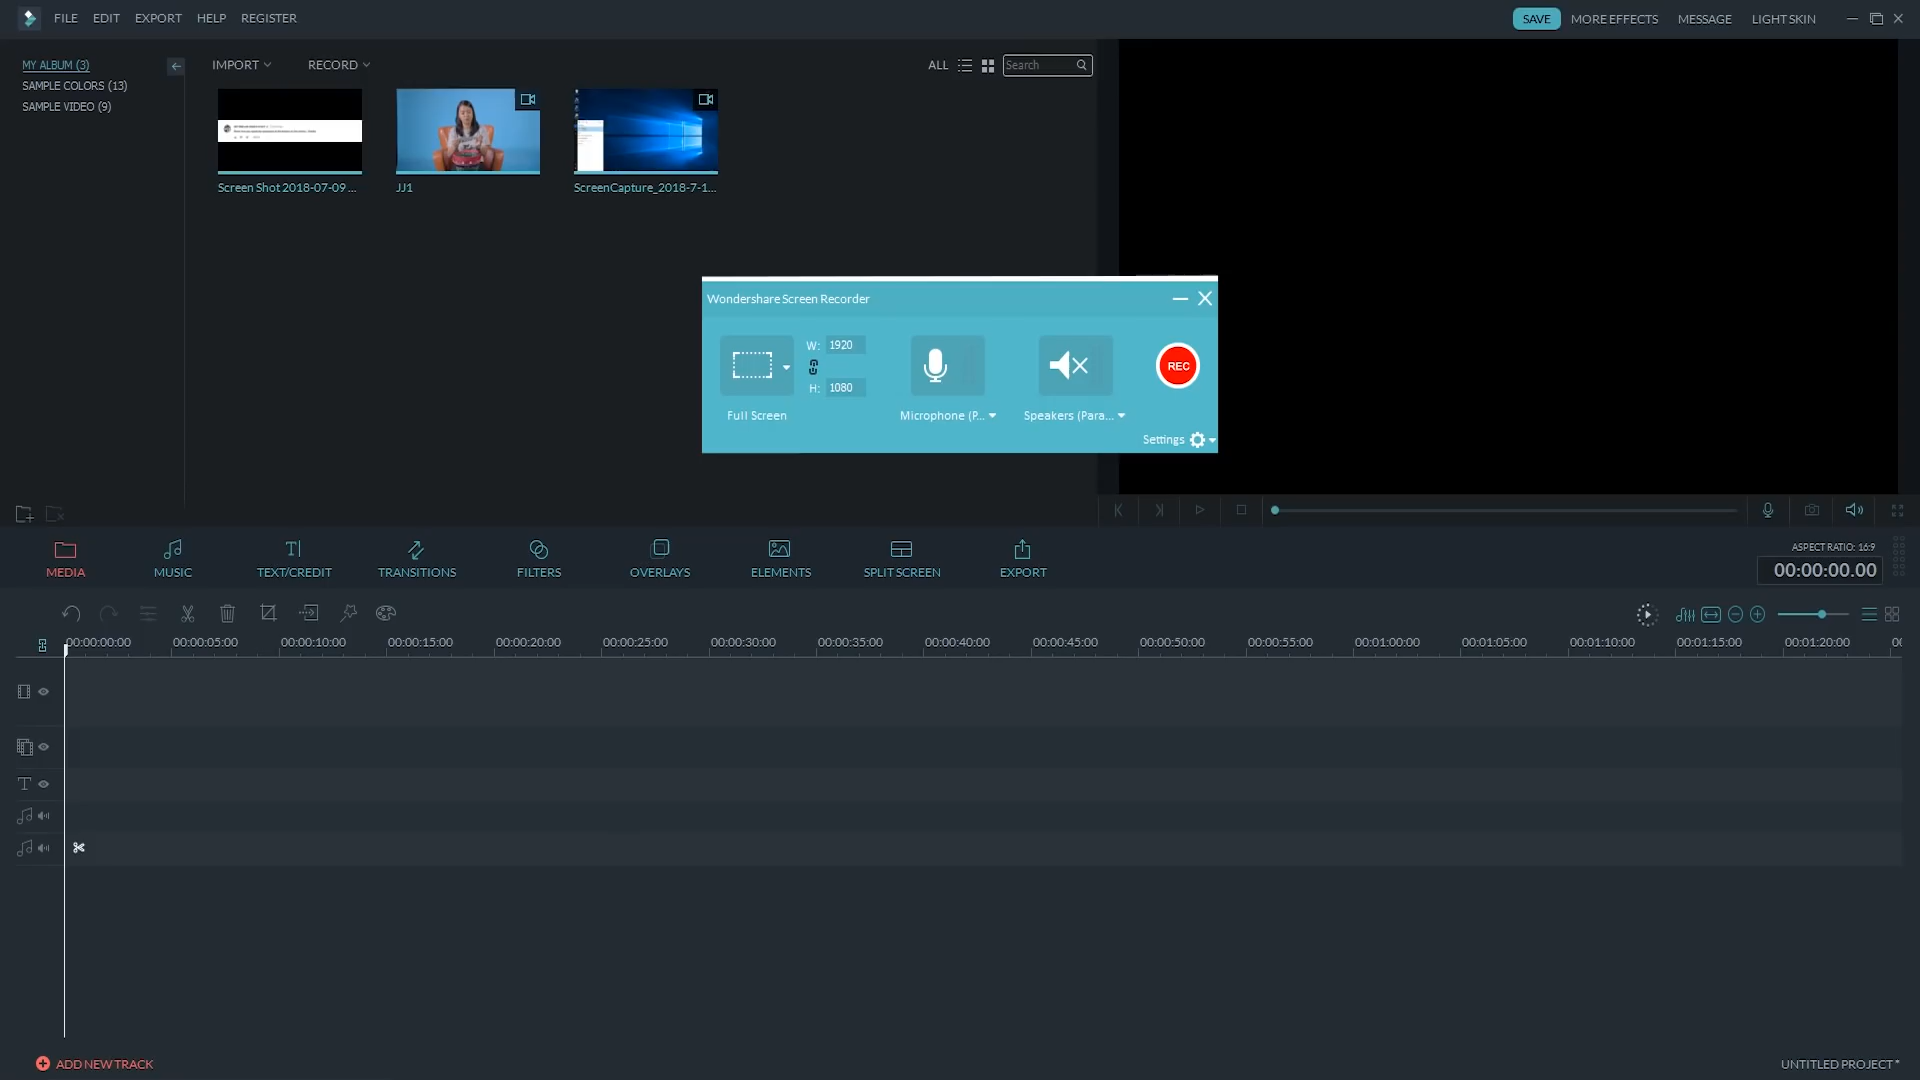 FILE EDIT EXPORT HELP REGISTER
SAVE MORE EFFECTS MESSAGE LIGHT SKIN
MY ALBUM (3)
SAMPLE COLORS (13)
SAMPLE VIDEO (9)
IMPORT RECORD
ALL Search
Screen Shot 2018-07-09 ... JJ1 ScreenCapture_2018-7-1...
Wondershare Screen Recorder
W: 1920
H: 1080
REC
Full Screen Microphone (P... Speakers (Para...
Settings
MEDIA MUSIC TEXT/CREDIT TRANSITIONS FILTERS OVERLAYS ELEMENTS SPLIT SCREEN EXPORT
ASPECT RATIO: 16:9
00:00:00.00
00:00:00:00 00:00:05:00 00:00:10:00 00:00:15:00 00:00:20:00 00:00:25:00 00:00:30:00 00:00:35:00 00:00:40:00 00:00:45:00 00:00:50:00 00:00:55:00 00:01:00:00 00:01:05:00 00:01:10:00 00:01:15:00 00:01:20:00
ADD NEW TRACK
UNTITLED PROJECT *